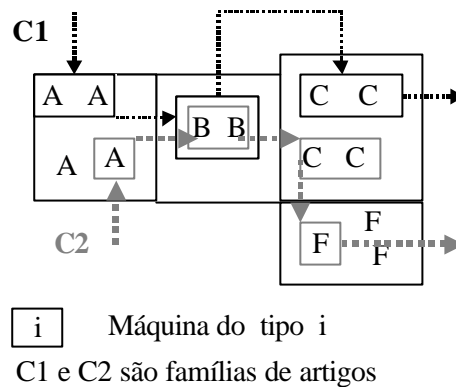 C1
A A
B B
C C
A
A
C C
C2
F
F
F
i Máquina do tipo i
C1 e C2 são famílias de artigos